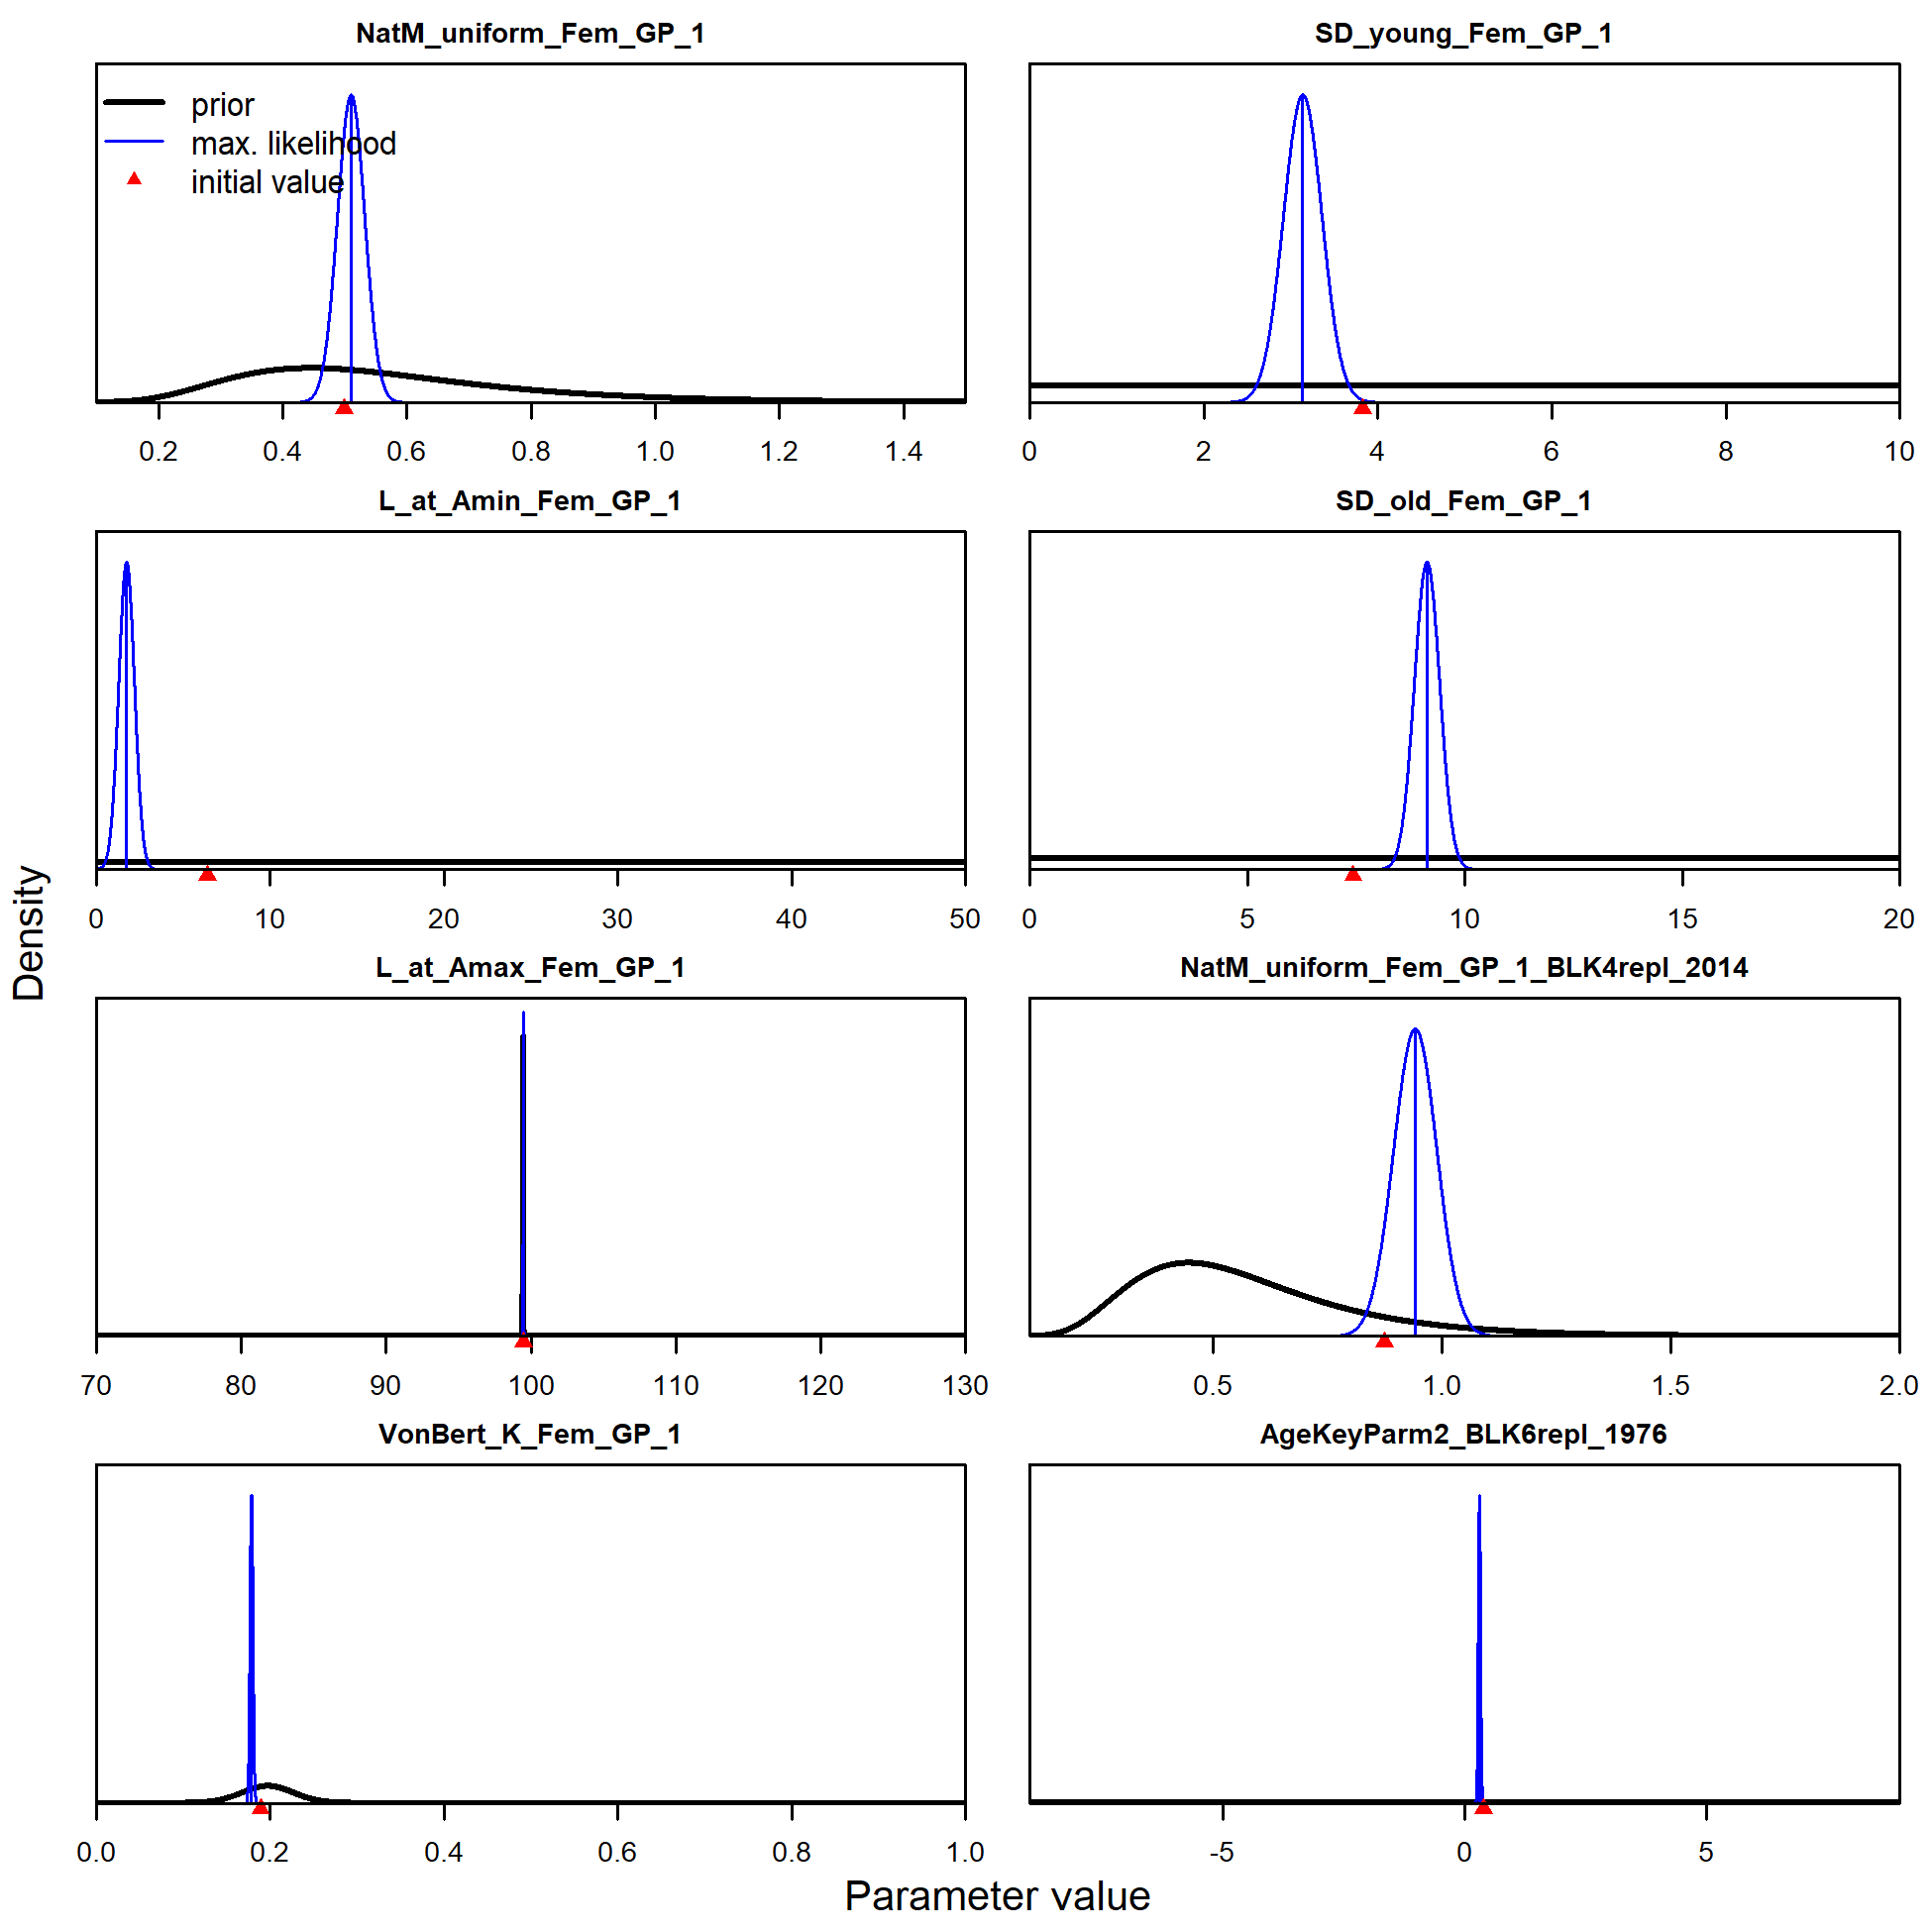 NatM_uniform_Fem_GP_1
prior
max. likelihood
initial value
0.2 0.4 0.6 0.8 1.0 1.2 1.4
SD_young_Fem_GP_1
0 2 4 6 8 10
L_at_Amin_Fem_GP_1
0 10 20 30 40 50
SD_old_Fem_GP_1
0 5 10 15 20
L_at_Amax_Fem_GP_1
70 80 90 100 110 120 130
NatM_uniform_Fem_GP_1_BLK4repl_2014
0.5 1.0 1.5 2.0
VonBert_K_Fem_GP_1
0.0 0.2 0.4 0.6 0.8 1.0
AgeKeyParm2_BLK6repl_1976
-5 0 5
Density
Parameter value